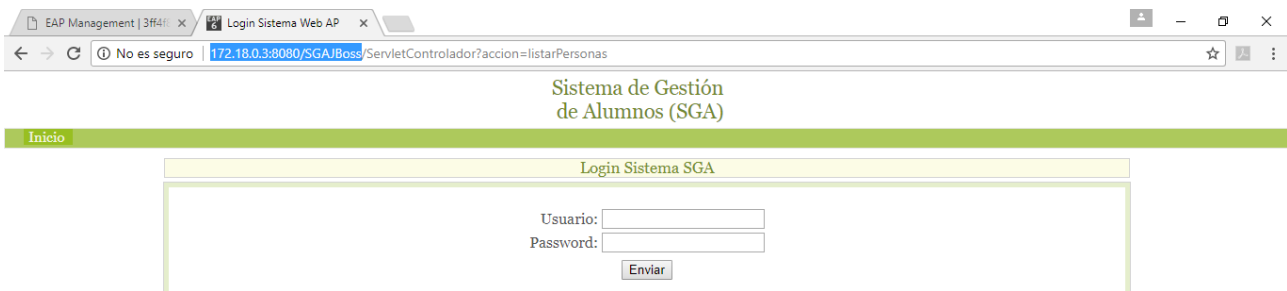 EAP Management | 3ff4f
Login Sistema Web AP
No es seguro
172.18.0.3:8080/SGAJBoss/ServletControlador?accion=listarPersonas
Sistema de Gestión
de Alumnos (SGA)
Inicio
Login Sistema SGA
Usuario:
Password:
Enviar